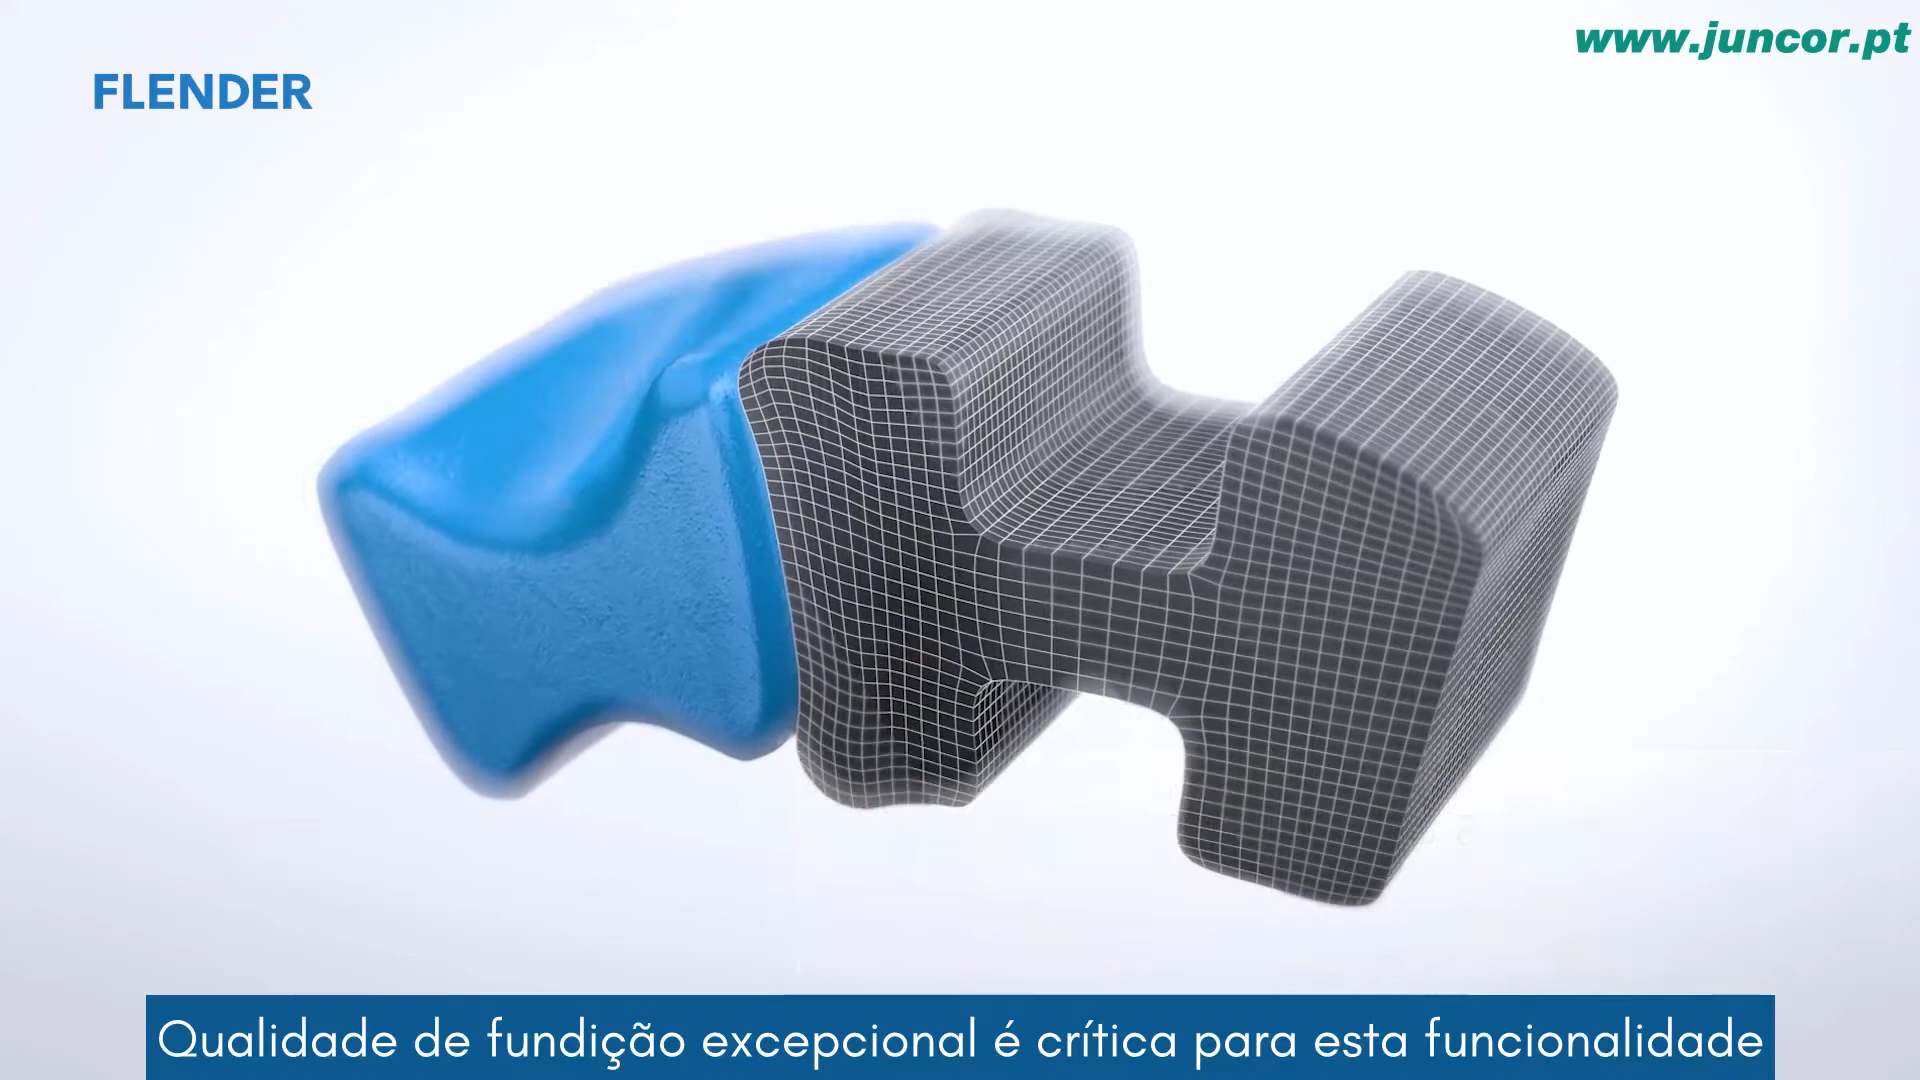 www.juncor.pt
FLENDER
Qualidade de fundição excepcional é crítica para esta funcionalidade